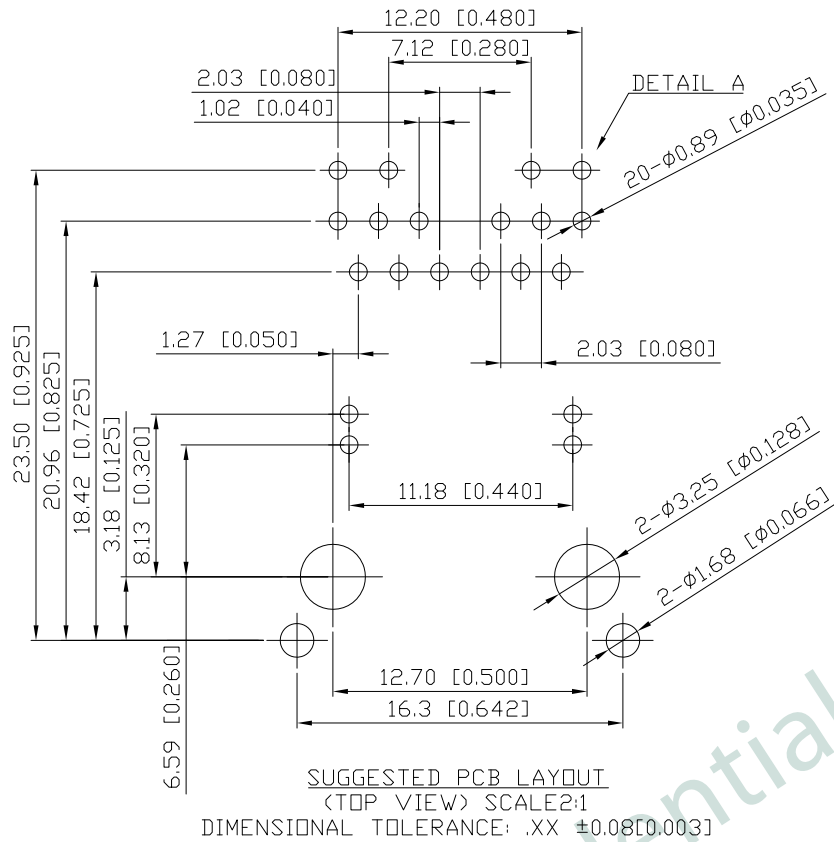 12.20 [0.480]
7.12 [0.280]
2.03 [0.080]
DETAIL A
1.02 [0.040]
20-ø0.89 [ø0.035]
1.27 [0.050]
2.03 [0.080]
23.50 [0.925]
20.96 [0.825]
18.42 [0.725]
3.18 [0.125]
8.13 [0.320]
11.18 [0.440]
2-ø3.25 [ø0.128]
2-ø1.68 [ø0.066]
6.59 [0.260]
12.70 [0.500]
16.3 [0.642]
SUGGESTED PCB LAYOUT
(TOP VIEW) SCALE2:1
DIMENSIONAL TOLERANCE: .XX ±0.08[0.003]